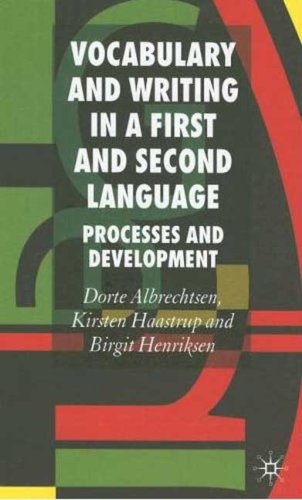 VOCABULARY
AND WRITING
IN A FIRST
AND SECOND
LANGUAGE
PROCESSES AND
DEVELOPMENT
Dorte Albrechtsen,
Kirsten Haastrup and
Birgit Henriksen